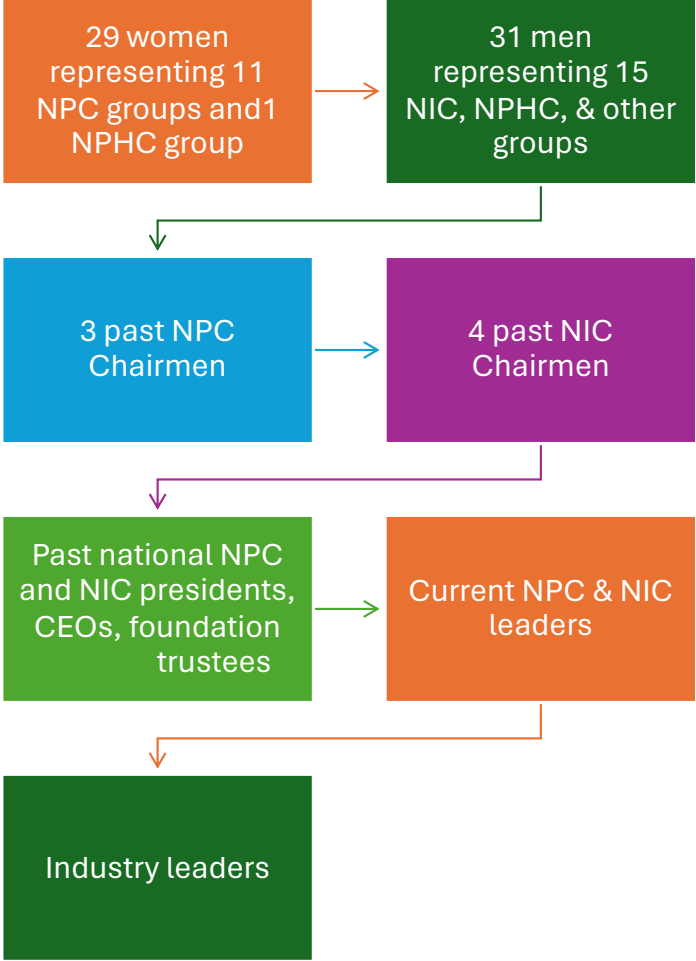 29 women
representing 11
NPC groups and1
NPHC group
31 men
representing 15
NIC, NPHC, & other
groups
3 past NPC
Chairmen
4 past NIC
Chairmen
Past national NPC
and NIC presidents,
CEOs, foundation
trustees
Current NPC & NIC
leaders
Industry leaders